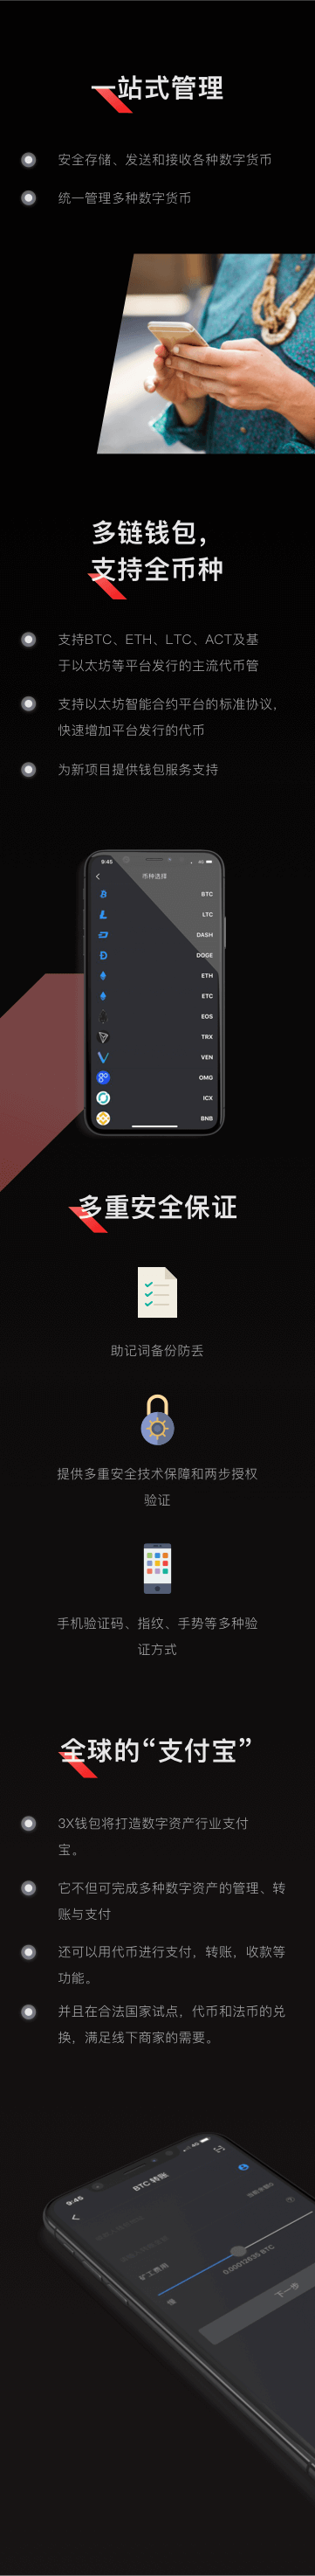 一站式管理
安全存储、发送和接收各种数字货币
统一管理多种数字货币
多链钱包，
支持全币种
支持BTC、ETH、LTC、ACT及基
于以太坊等平台发行的主流代币管
支持以太坊智能合约平台的标准协议，
快速增加平台发行的代币
为新项目提供钱包服务支持
9:45
4G
币种选择
BTC
LTC
DASH
DOGE
ETH
ETC
EOS
TRX
VEN
OMG
ICX
BNB
多重安全保证
助记词备份防丢
提供多重安全技术保障和两步授权
验证
手机验证码、指纹、手势等多种验
证方式
全球的“支付宝”
3X钱包将打造数字资产行业支付
宝。
它不但可完成多种数字资产的管理、转
账与支付
还可以用代币进行支付，转账，收款等
功能。
并且在合法国家试点，代币和法币的兑
换，满足线下商家的需要。
9:45
4G
BTC 转账
矿工费用
慢
0.00012635 BTC
下一步